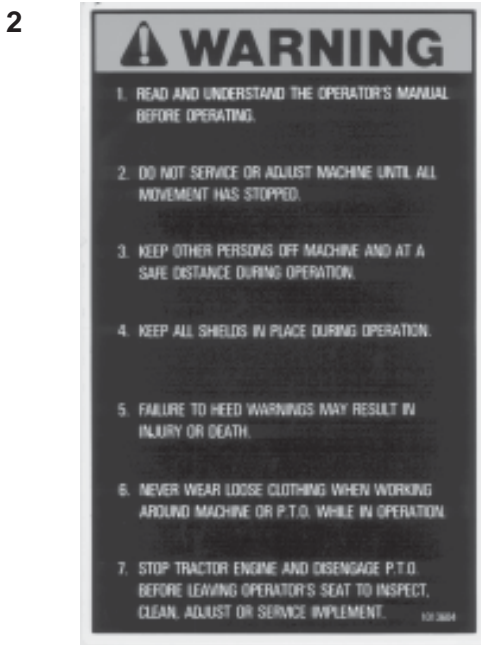 2
WARNING
1. READ AND UNDERSTAND THE OPERATOR'S MANUAL
BEFORE OPERATING.
2. DO NOT SERVICE OR ADJUST MACHINE UNTIL ALL
MOVEMENT HAS STOPPED.
3. KEEP OTHER PERSONS OFF MACHINE AND AT A
SAFE DISTANCE DURING OPERATION.
4. KEEP ALL SHIELDS IN PLACE DURING OPERATION.
5. FAILURE TO HEED WARNINGS MAY RESULT IN
INJURY OR DEATH.
6. NEVER WEAR LOOSE CLOTHING WHEN WORKING
AROUND MACHINE OR P.T.O. WHILE IN OPERATION.
7. STOP TRACTOR ENGINE AND DISENGAGE P.T.O.
BEFORE LEAVING OPERATOR'S SEAT TO INSPECT,
CLEAN, ADJUST OR SERVICE IMPLEMENT.